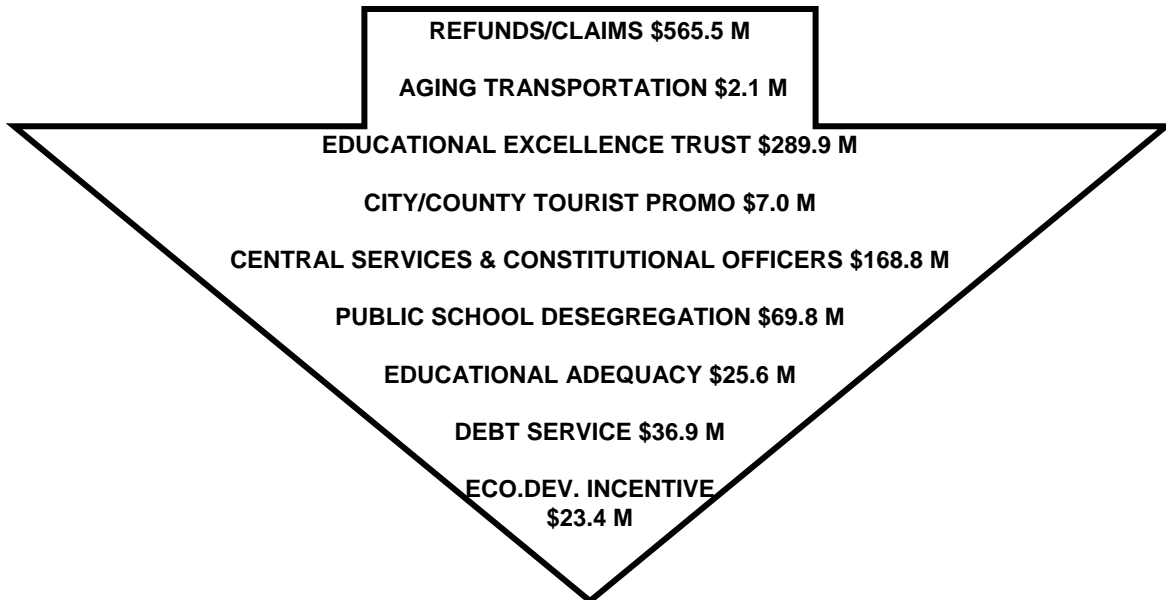 REFUNDS/CLAIMS $565.5 M
AGING TRANSPORTATION $2.1 M
EDUCATIONAL EXCELLENCE TRUST $289.9 M
CITY/COUNTY TOURIST PROMO $7.0 M
CENTRAL SERVICES & CONSTITUTIONAL OFFICERS $168.8 M
PUBLIC SCHOOL DESEGREGATION $69.8 M
EDUCATIONAL ADEQUACY $25.6 M
DEBT SERVICE $36.9 M
ECO.DEV. INCENTIVE
$23.4 M